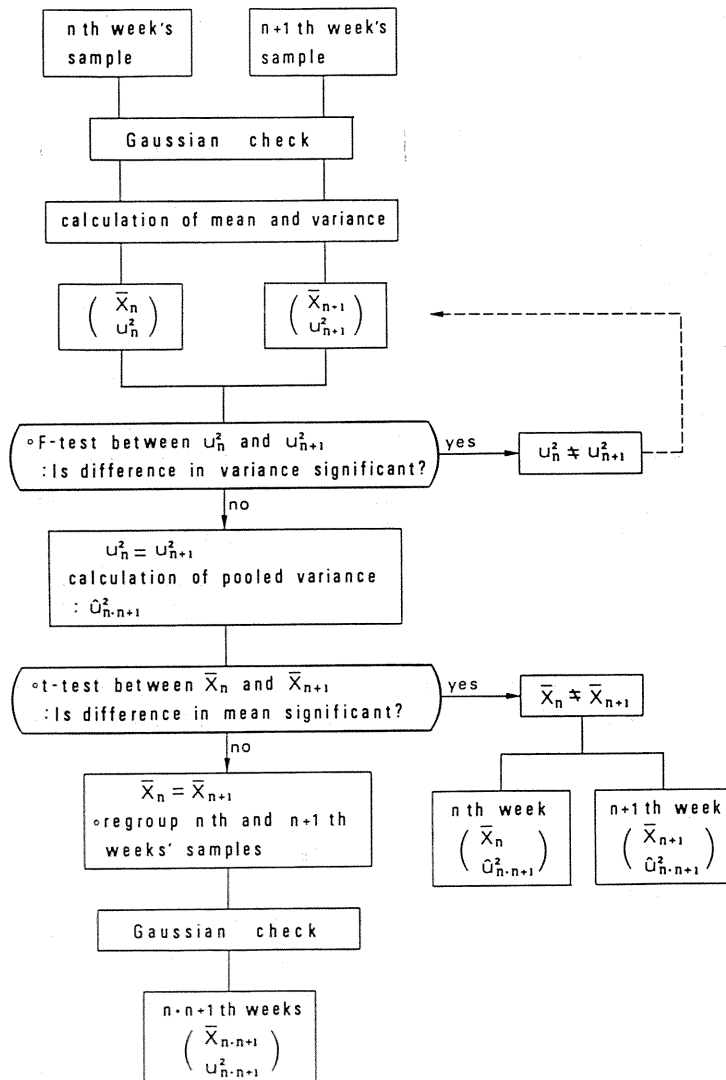 n th week's
sample
n+1 th week's
sample
Gaussian check
calculation of mean and variance
( X̄ₙ u²ₙ )
( X̄ₙ₊₁ u²ₙ₊₁ )
∘F-test between u²ₙ and u²ₙ₊₁
:Is difference in variance significant?
yes
u²ₙ ≠ u²ₙ₊₁
no
u²ₙ = u²ₙ₊₁
calculation of pooled variance
: û²ₙ.ₙ₊₁
∘t-test between X̄ₙ and X̄ₙ₊₁
:Is difference in mean significant?
yes
X̄ₙ ≠ X̄ₙ₊₁
no
X̄ₙ = X̄ₙ₊₁
∘regroup n th and n+1 th
weeks' samples
n th week
( X̄ₙ û²ₙ.ₙ₊₁ )
n+1 th week
( X̄ₙ₊₁ û²ₙ.ₙ₊₁ )
Gaussian check
n·n+1 th weeks
( X̄ₙ.ₙ₊₁ u²ₙ.ₙ₊₁ )